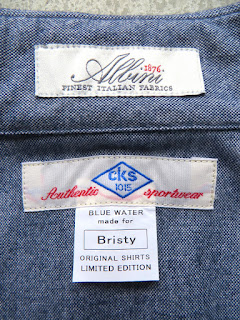 Albini
·1876·
FINEST ITALIAN FABRICS
cks
1015
Authentic sportwear
BLUE WATER
made for
Bristy
ORIGINAL SHIRTS
LIMITED EDITION